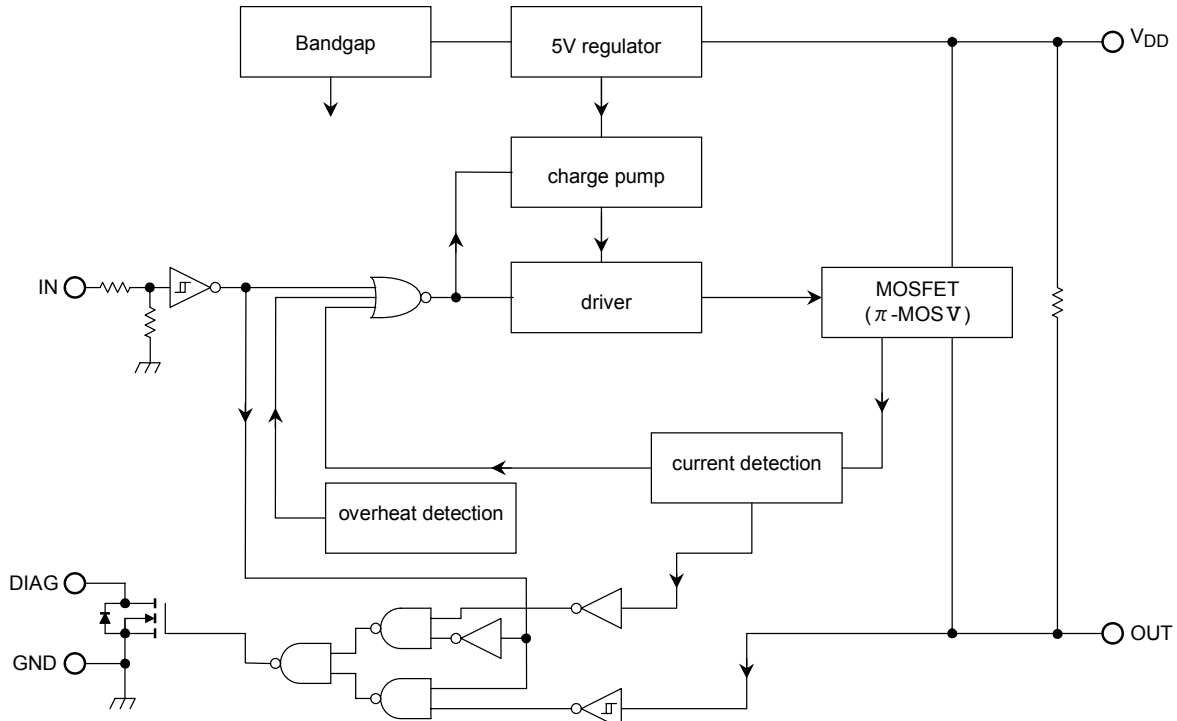 Bandgap
5V regulator
VDD
charge pump
IN
driver
MOSFET
(π-MOSⅤ)
current detection
overheat detection
DIAG
GND
OUT